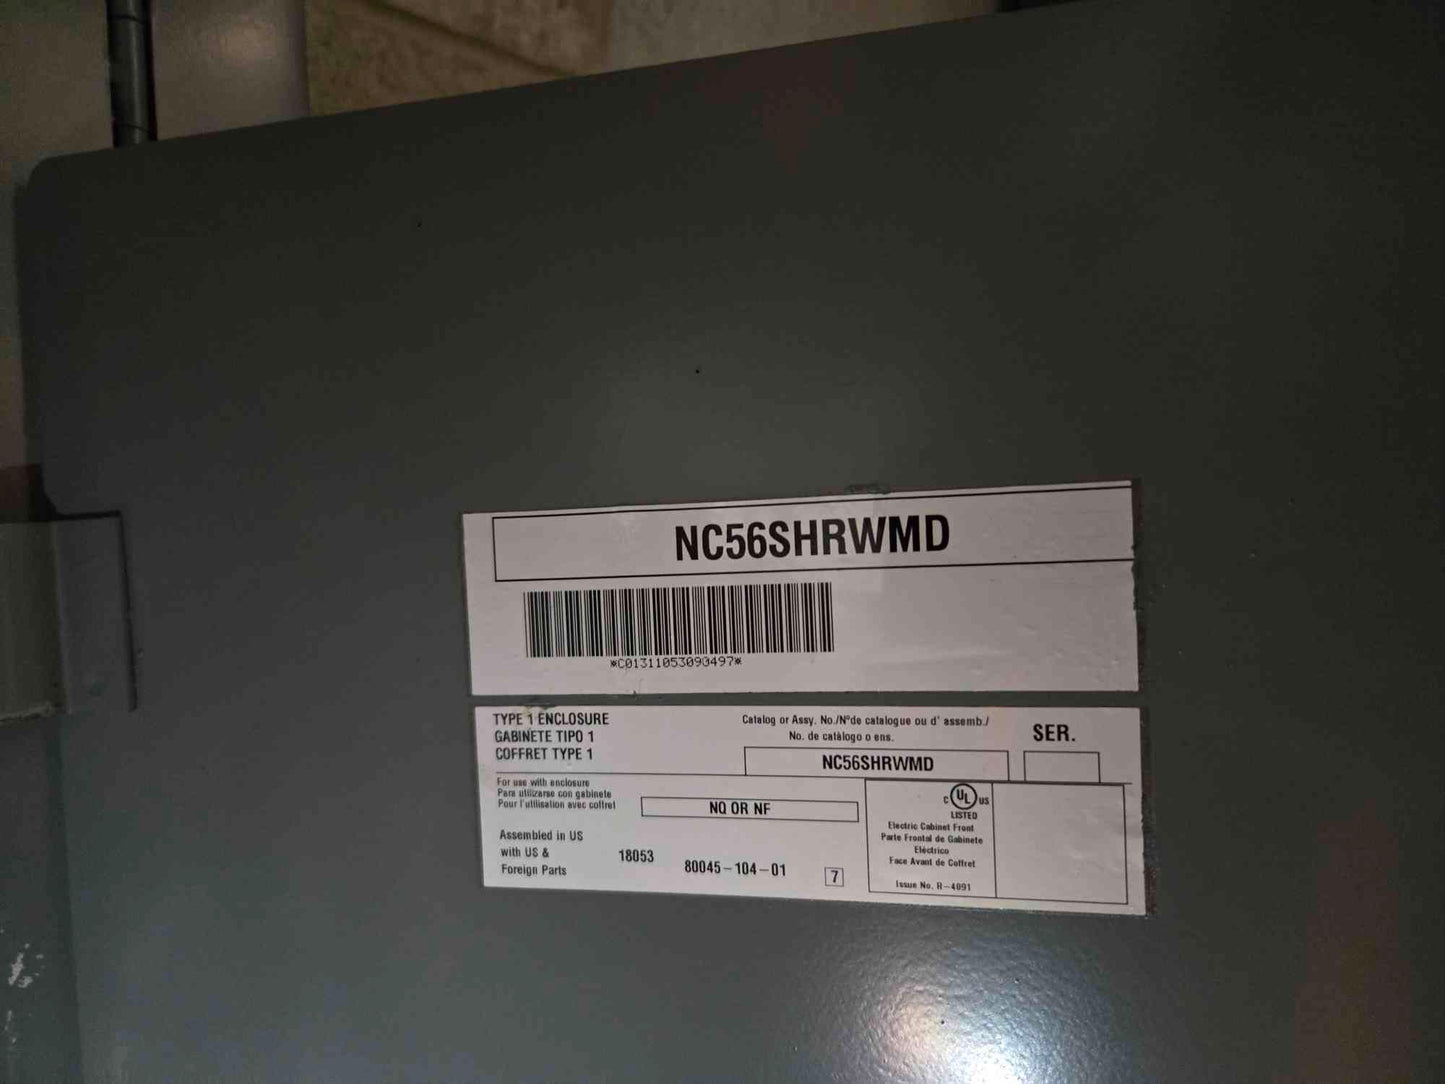 NC56SHRWMD
*C01311053090497*
TYPE 1 ENCLOSURE
GABINETE TIPO 1
COFFRET TYPE 1
Catalog or Assy. No./N°de catalogue ou d' assemb./
No. de catàlogo o ens.
SER.
NC56SHRWMD
For use with enclosure
Para utilizarse con gabinete
Pour l'utilisation avec coffret
NQ OR NF
C UL US
LISTED
Electric Cabinet Front
Parte Frontal de Gabinete
Eléctrico
Face Avant de Coffret
Issue No. R-4091
Assembled in US
with US &
Foreign Parts
18053
80045-104-01
7